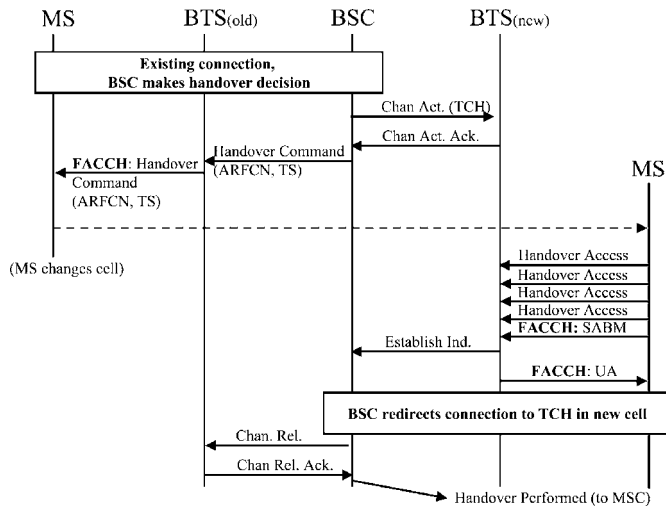 MS BTS(old) BSC BTS(new)
Existing connection,
BSC makes handover decision
Chan Act. (TCH)
Chan Act. Ack.
Handover Command
(ARFCN, TS)
FACCH: Handover
Command
(ARFCN, TS)
MS
(MS changes cell)
Handover Access
Handover Access
Handover Access
Handover Access
FACCH: SABM
Establish Ind.
FACCH: UA
BSC redirects connection to TCH in new cell
Chan. Rel.
Chan Rel. Ack.
Handover Performed (to MSC)